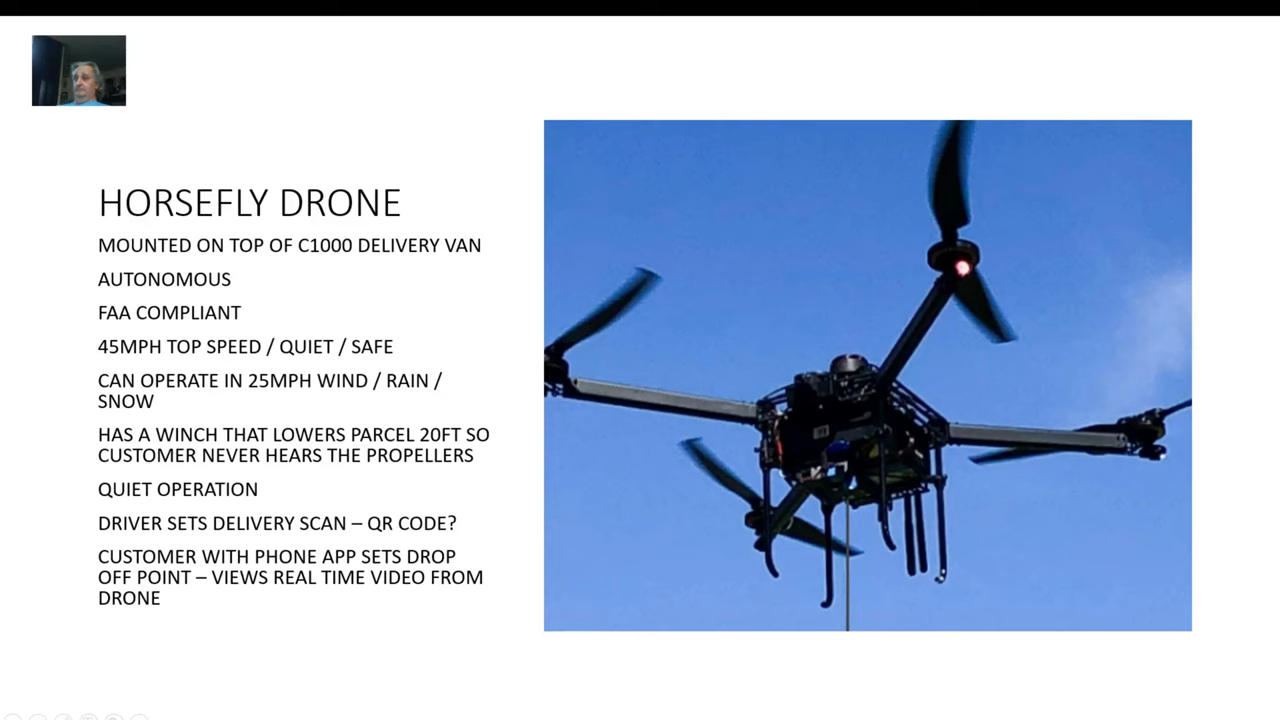 HORSEFLY DRONE
MOUNTED ON TOP OF C1000 DELIVERY VAN
AUTONOMOUS
FAA COMPLIANT
45MPH TOP SPEED / QUIET / SAFE
CAN OPERATE IN 25MPH WIND / RAIN /
SNOW
HAS A WINCH THAT LOWERS PARCEL 20FT SO
CUSTOMER NEVER HEARS THE PROPELLERS
QUIET OPERATION
DRIVER SETS DELIVERY SCAN – QR CODE?
CUSTOMER WITH PHONE APP SETS DROP
OFF POINT – VIEWS REAL TIME VIDEO FROM
DRONE